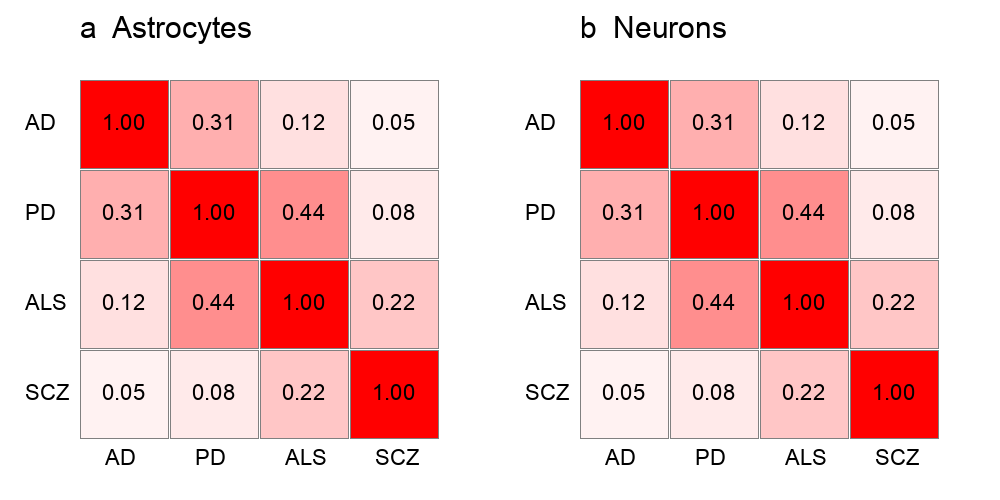 a Astrocytes
AD 1.00 0.31 0.12 0.05
PD 0.31 1.00 0.44 0.08
ALS 0.12 0.44 1.00 0.22
SCZ 0.05 0.08 0.22 1.00
AD PD ALS SCZ
b Neurons
AD 1.00 0.31 0.12 0.05
PD 0.31 1.00 0.44 0.08
ALS 0.12 0.44 1.00 0.22
SCZ 0.05 0.08 0.22 1.00
AD PD ALS SCZ